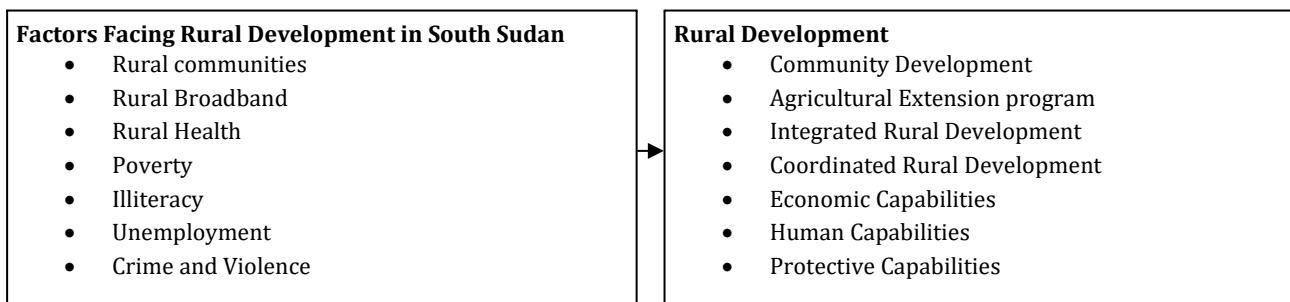 Factors Facing Rural Development in South Sudan
• Rural communities
• Rural Broadband
• Rural Health
• Poverty
• Illiteracy
• Unemployment
• Crime and Violence
Rural Development
• Community Development
• Agricultural Extension program
• Integrated Rural Development
• Coordinated Rural Development
• Economic Capabilities
• Human Capabilities
• Protective Capabilities